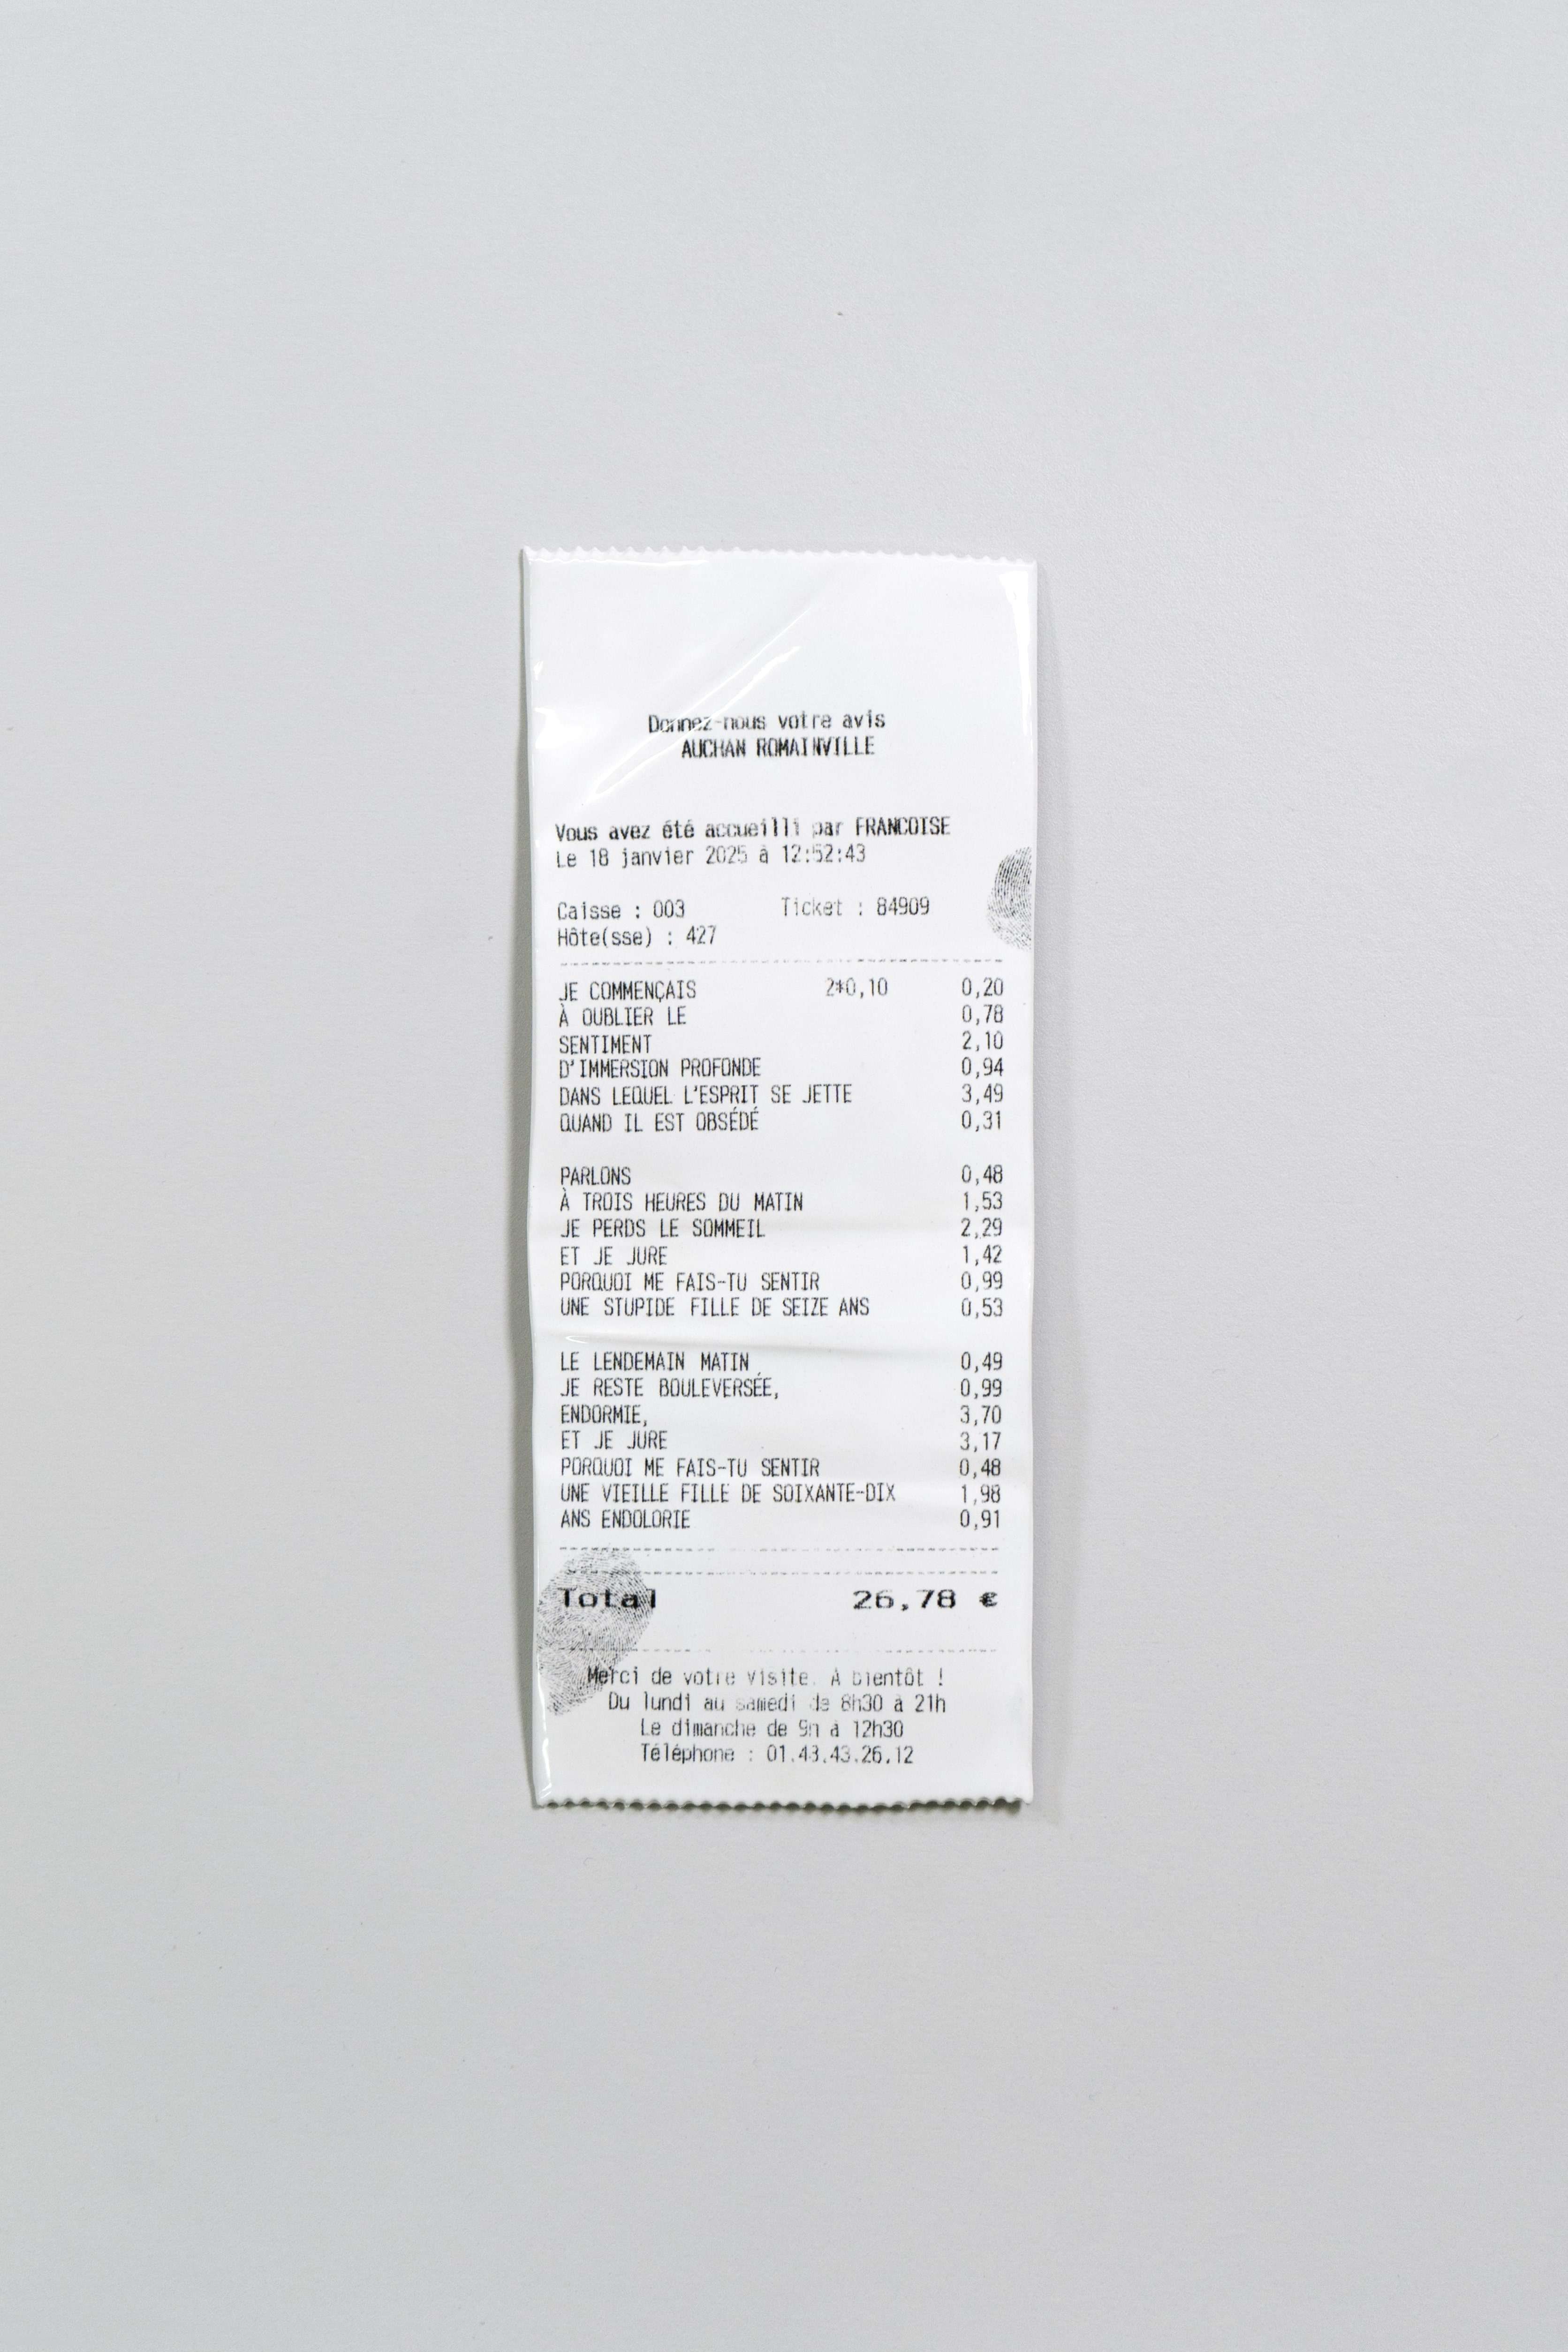 Donnez-nous votre avis
AUCHAN ROMAINVILLE
Vous avez été accueilli par FRANCOISE
Le 18 janvier 2025 à 12:52:43
Caisse : 003 Ticket : 84909
Hôte(sse) : 427
JE COMMENÇAIS 2*0,10 0,20
À OUBLIER LE 0,78
SENTIMENT 2,10
D'IMMERSION PROFONDE 0,94
DANS LEQUEL L'ESPRIT SE JETTE 3,49
QUAND IL EST OBSÉDÉ 0,31
PARLONS 0,48
À TROIS HEURES DU MATIN 1,53
JE PERDS LE SOMMEIL 2,29
ET JE JURE 1,42
PORQUOI ME FAIS-TU SENTIR 0,99
UNE STUPIDE FILLE DE SEIZE ANS 0,53
LE LENDEMAIN MATIN 0,49
JE RESTE BOULEVERSÉE, 0,99
ENDORMIE, 3,70
ET JE JURE 3,17
PORQUOI ME FAIS-TU SENTIR 0,48
UNE VIEILLE FILLE DE SOIXANTE-DIX 1,98
ANS ENDOLORIE 0,91
Total 26,78 €
Merci de votre visite. A bientôt !
Du lundi au samedi de 8h30 à 21h
Le dimanche de 9h à 12h30
Téléphone : 01.43.43.26.12